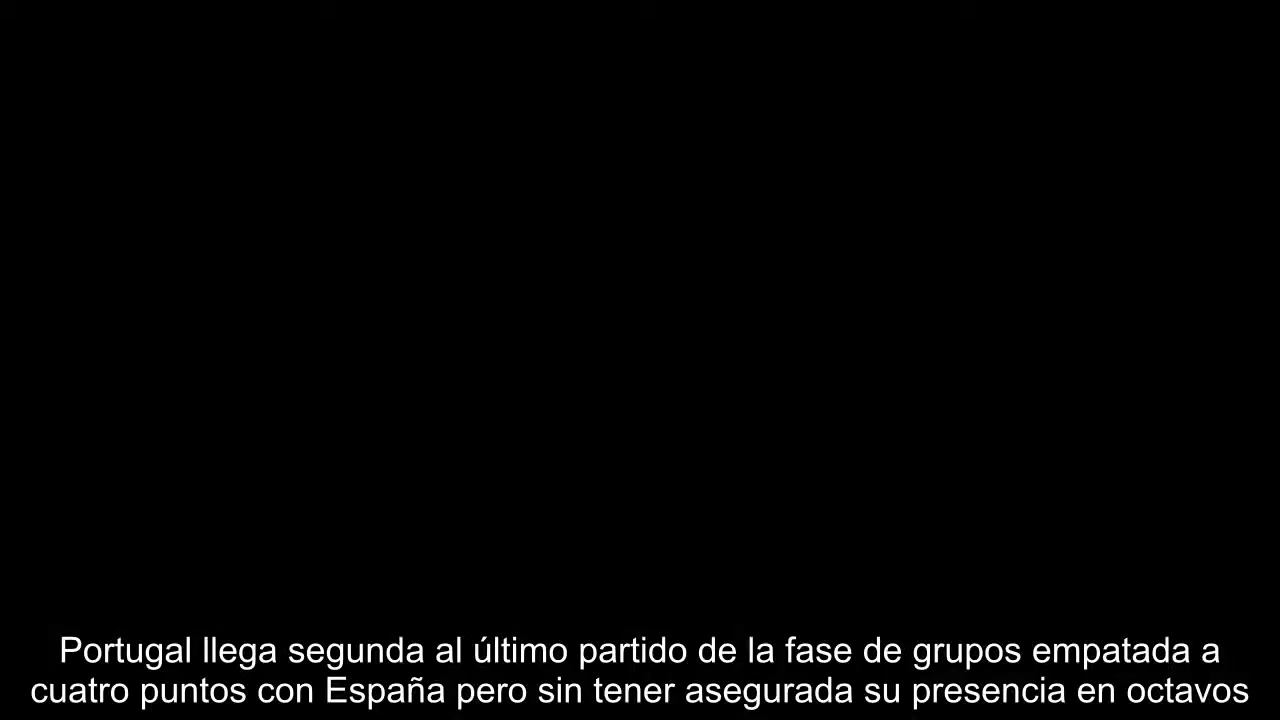 Portugal llega segunda al último partido de la fase de grupos empatada a
cuatro puntos con España pero sin tener asegurada su presencia en octavos